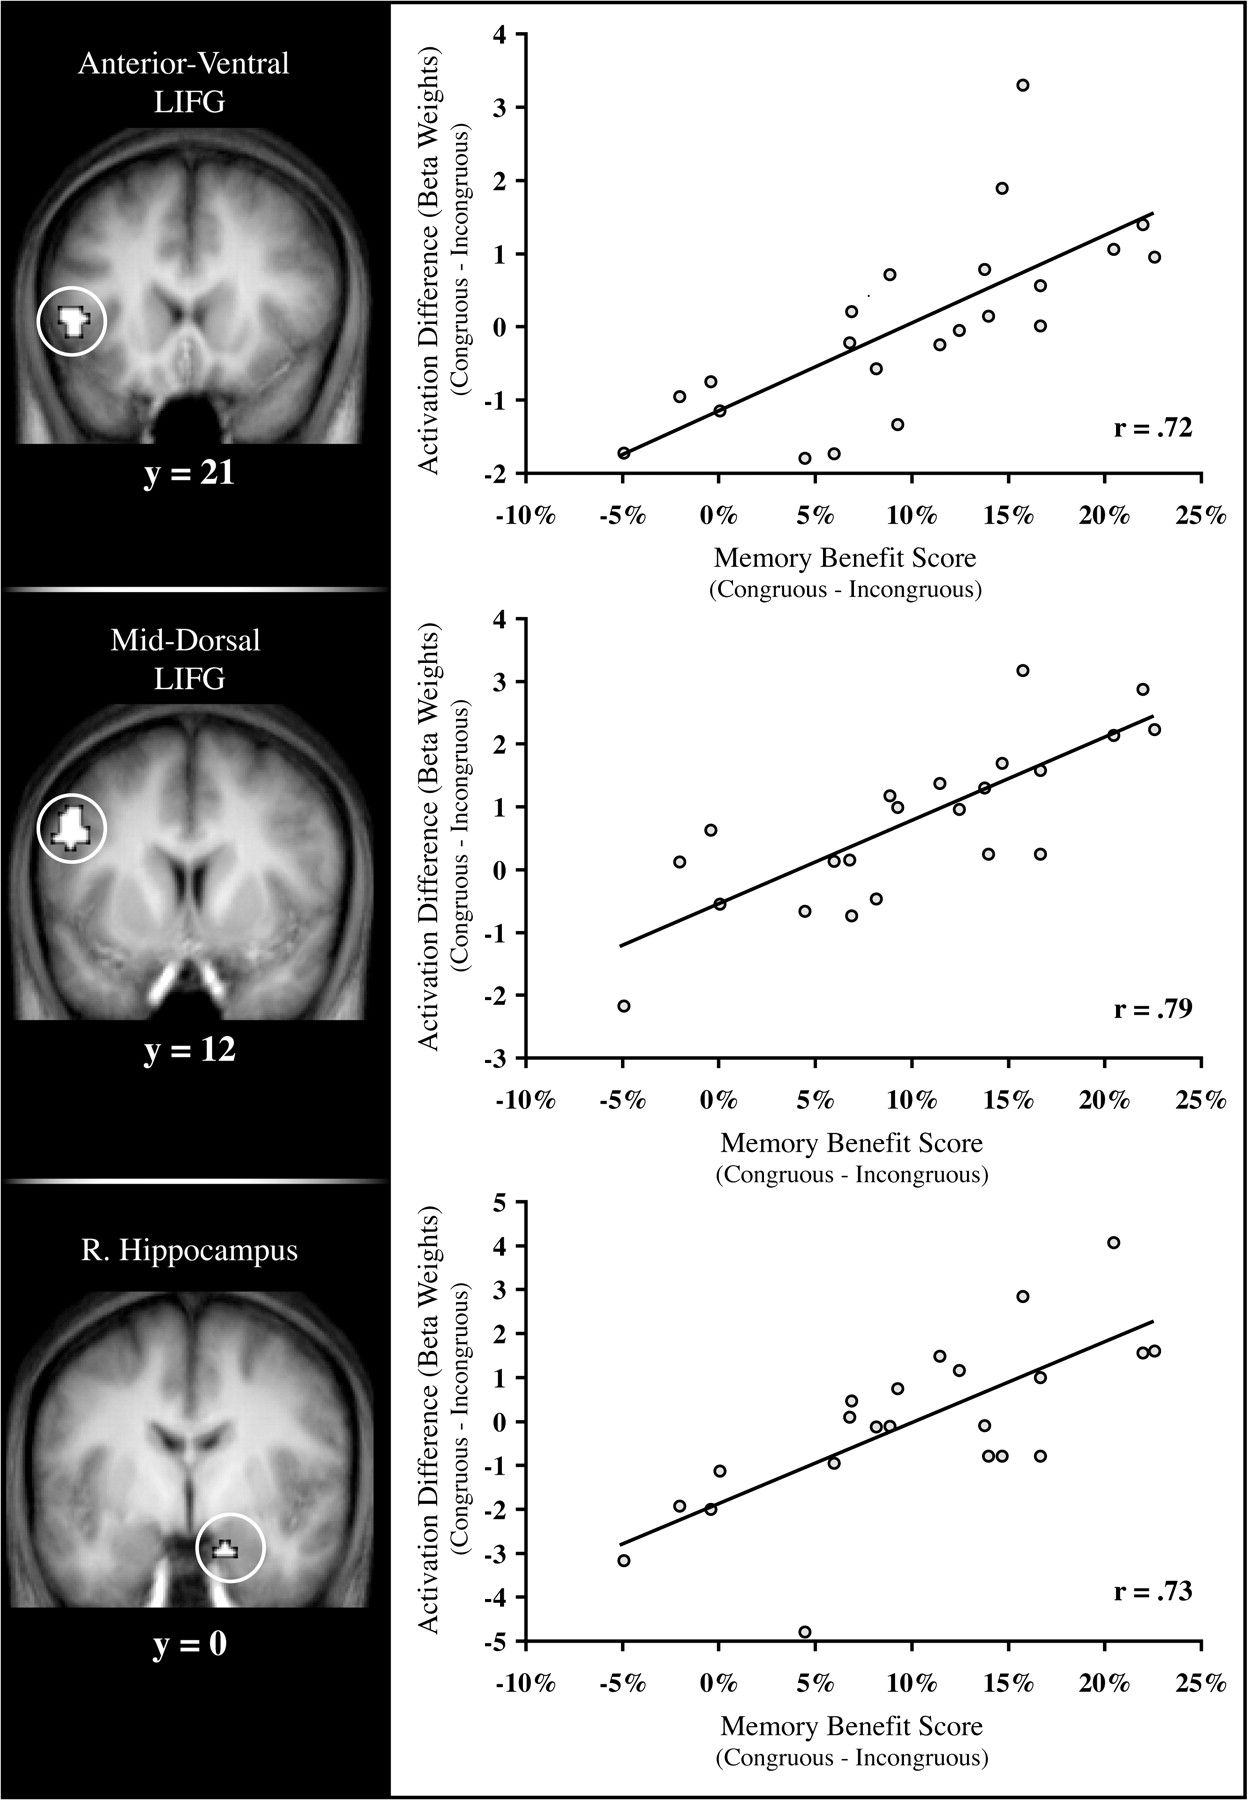 Anterior-Ventral
LIFG
y = 21
Activation Difference (Beta Weights)
(Congruous - Incongruous)
4
3
2
1
0
-1
-2
r = .72
-10% -5% 0% 5% 10% 15% 20% 25%
Memory Benefit Score
(Congruous - Incongruous)
Mid-Dorsal
LIFG
y = 12
Activation Difference (Beta Weights)
(Congruous - Incongruous)
4
3
2
1
0
-1
-2
-3
r = .79
-10% -5% 0% 5% 10% 15% 20% 25%
Memory Benefit Score
(Congruous - Incongruous)
R. Hippocampus
y = 0
Activation Difference (Beta Weights)
(Congruous - Incongruous)
5
4
3
2
1
0
-1
-2
-3
-4
-5
r = .73
-10% -5% 0% 5% 10% 15% 20% 25%
Memory Benefit Score
(Congruous - Incongruous)